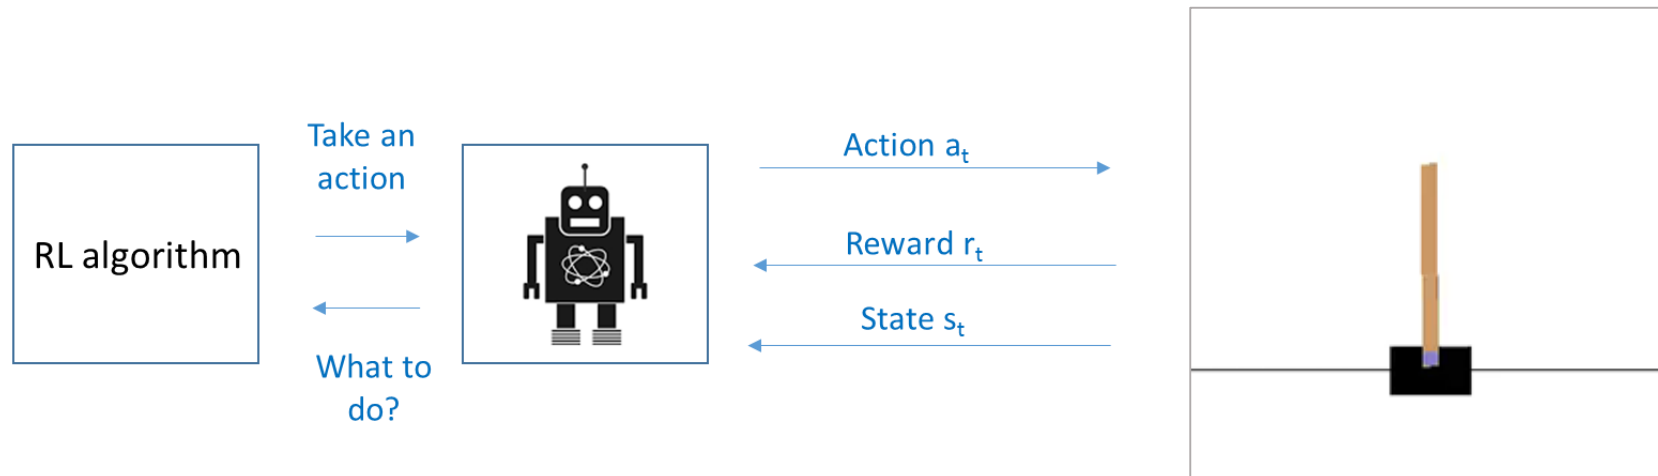 RL algorithm
Take an
action
What to
do?
Action aₜ
Reward rₜ
State sₜ